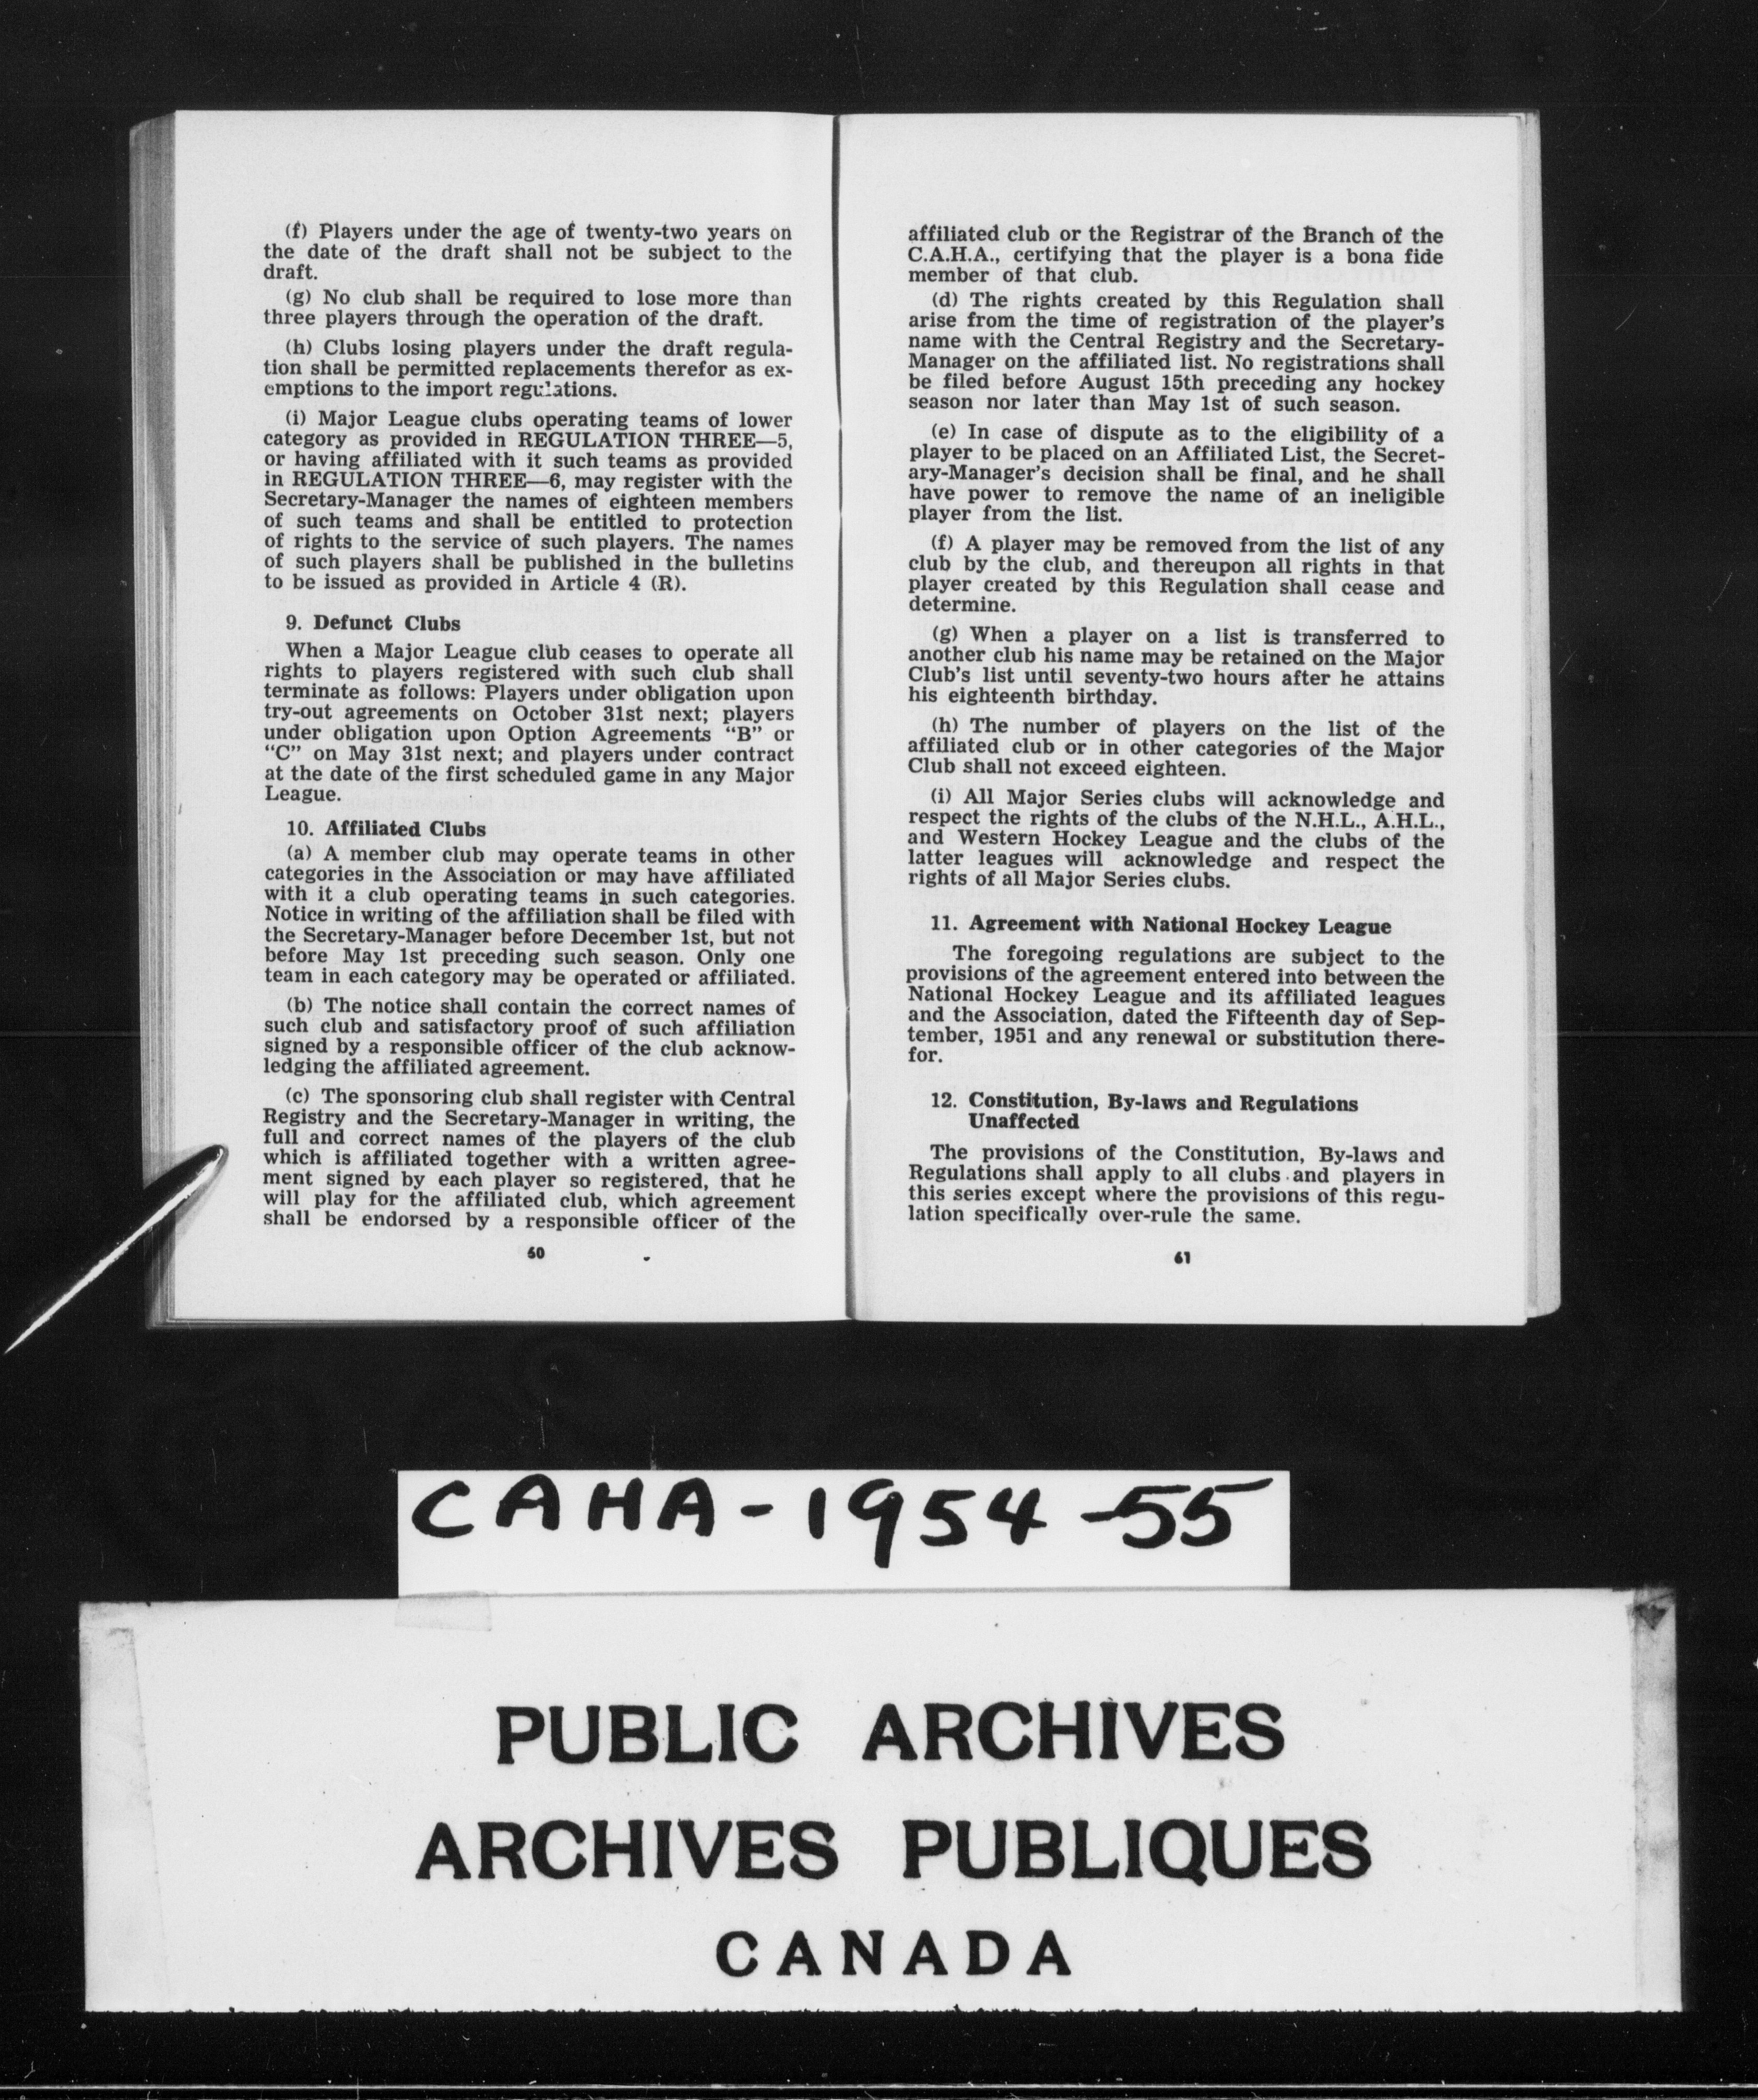 (f) Players under the age of twenty-two years on
the date of the draft shall not be subject to the
draft.
(g) No club shall be required to lose more than
three players through the operation of the draft.
(h) Clubs losing players under the draft regula-
tion shall be permitted replacements therefor as ex-
emptions to the import regulations.
(i) Major League clubs operating teams of lower
category as provided in REGULATION THREE—5,
or having affiliated with it such teams as provided
in REGULATION THREE—6, may register with the
Secretary-Manager the names of eighteen members
of such teams and shall be entitled to protection
of rights to the service of such players. The names
of such players shall be published in the bulletins
to be issued as provided in Article 4 (R).
9. Defunct Clubs
When a Major League club ceases to operate all
rights to players registered with such club shall
terminate as follows: Players under obligation upon
try-out agreements on October 31st next; players
under obligation upon Option Agreements “B” or
“C” on May 31st next; and players under contract
at the date of the first scheduled game in any Major
League.
10. Affiliated Clubs
(a) A member club may operate teams in other
categories in the Association or may have affiliated
with it a club operating teams in such categories.
Notice in writing of the affiliation shall be filed with
the Secretary-Manager before December 1st, but not
before May 1st preceding such season. Only one
team in each category may be operated or affiliated.
(b) The notice shall contain the correct names of
such club and satisfactory proof of such affiliation
signed by a responsible officer of the club acknow-
ledging the affiliated agreement.
(c) The sponsoring club shall register with Central
Registry and the Secretary-Manager in writing, the
full and correct names of the players of the club
which is affiliated together with a written agree-
ment signed by each player so registered, that he
will play for the affiliated club, which agreement
shall be endorsed by a responsible officer of the
60
affiliated club or the Registrar of the Branch of the
C.A.H.A., certifying that the player is a bona fide
member of that club.
(d) The rights created by this Regulation shall
arise from the time of registration of the player's
name with the Central Registry and the Secretary-
Manager on the affiliated list. No registrations shall
be filed before August 15th preceding any hockey
season nor later than May 1st of such season.
(e) In case of dispute as to the eligibility of a
player to be placed on an Affiliated List, the Secret-
ary-Manager's decision shall be final, and he shall
have power to remove the name of an ineligible
player from the list.
(f) A player may be removed from the list of any
club by the club, and thereupon all rights in that
player created by this Regulation shall cease and
determine.
(g) When a player on a list is transferred to
another club his name may be retained on the Major
Club's list until seventy-two hours after he attains
his eighteenth birthday.
(h) The number of players on the list of the
affiliated club or in other categories of the Major
Club shall not exceed eighteen.
(i) All Major Series clubs will acknowledge and
respect the rights of the clubs of the N.H.L., A.H.L.,
and Western Hockey League and the clubs of the
latter leagues will acknowledge and respect the
rights of all Major Series clubs.
11. Agreement with National Hockey League
The foregoing regulations are subject to the
provisions of the agreement entered into between the
National Hockey League and its affiliated leagues
and the Association, dated the Fifteenth day of Sep-
tember, 1951 and any renewal or substitution there-
for.
12. Constitution, By-laws and Regulations
Unaffected
The provisions of the Constitution, By-laws and
Regulations shall apply to all clubs and players in
this series except where the provisions of this regu-
lation specifically over-rule the same.
61
CAHA-1954-55
PUBLIC ARCHIVES
ARCHIVES PUBLIQUES
CANADA